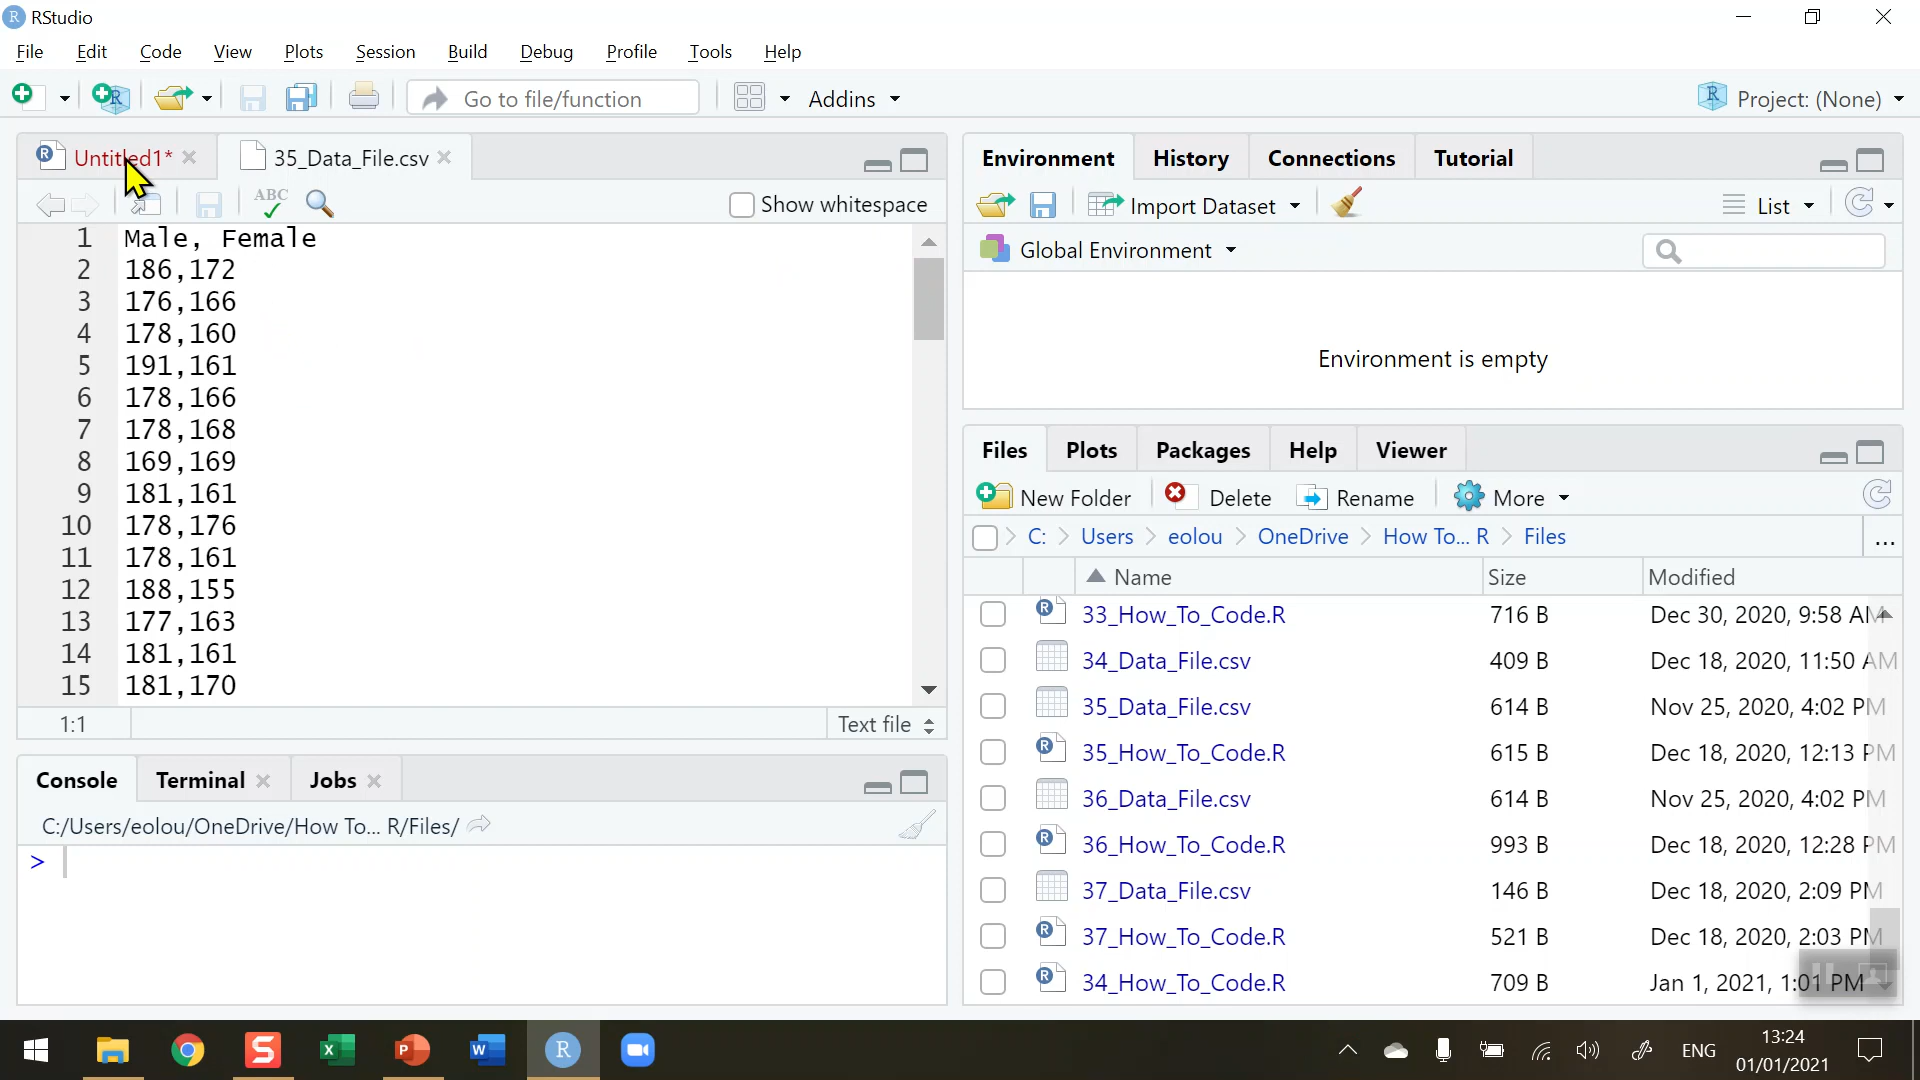 RStudio
File Edit Code View Plots Session Build Debug Profile Tools Help
Go to file/function Addins Project: (None)
Untitled1* 35_Data_File.csv
ABC Show whitespace
1 Male, Female
2 186,172
3 176,166
4 178,160
5 191,161
6 178,166
7 178,168
8 169,169
9 181,161
10 178,176
11 178,161
12 188,155
13 177,163
14 181,161
15 181,170
1:1 Text file
Console Terminal Jobs
C:/Users/eolou/OneDrive/How To... R/Files/
>
Environment History Connections Tutorial
Import Dataset List
Global Environment
Environment is empty
Files Plots Packages Help Viewer
New Folder Delete Rename More
C: Users eolou OneDrive How To... R Files ...
Name Size Modified
33_How_To_Code.R 716 B Dec 30, 2020, 9:58 AM
34_Data_File.csv 409 B Dec 18, 2020, 11:50 AM
35_Data_File.csv 614 B Nov 25, 2020, 4:02 PM
35_How_To_Code.R 615 B Dec 18, 2020, 12:13 PM
36_Data_File.csv 614 B Nov 25, 2020, 4:02 PM
36_How_To_Code.R 993 B Dec 18, 2020, 12:28 PM
37_Data_File.csv 146 B Dec 18, 2020, 2:09 PM
37_How_To_Code.R 521 B Dec 18, 2020, 2:03 PM
34_How_To_Code.R 709 B Jan 1, 2021, 1:01 PM
ENG 13:24
01/01/2021